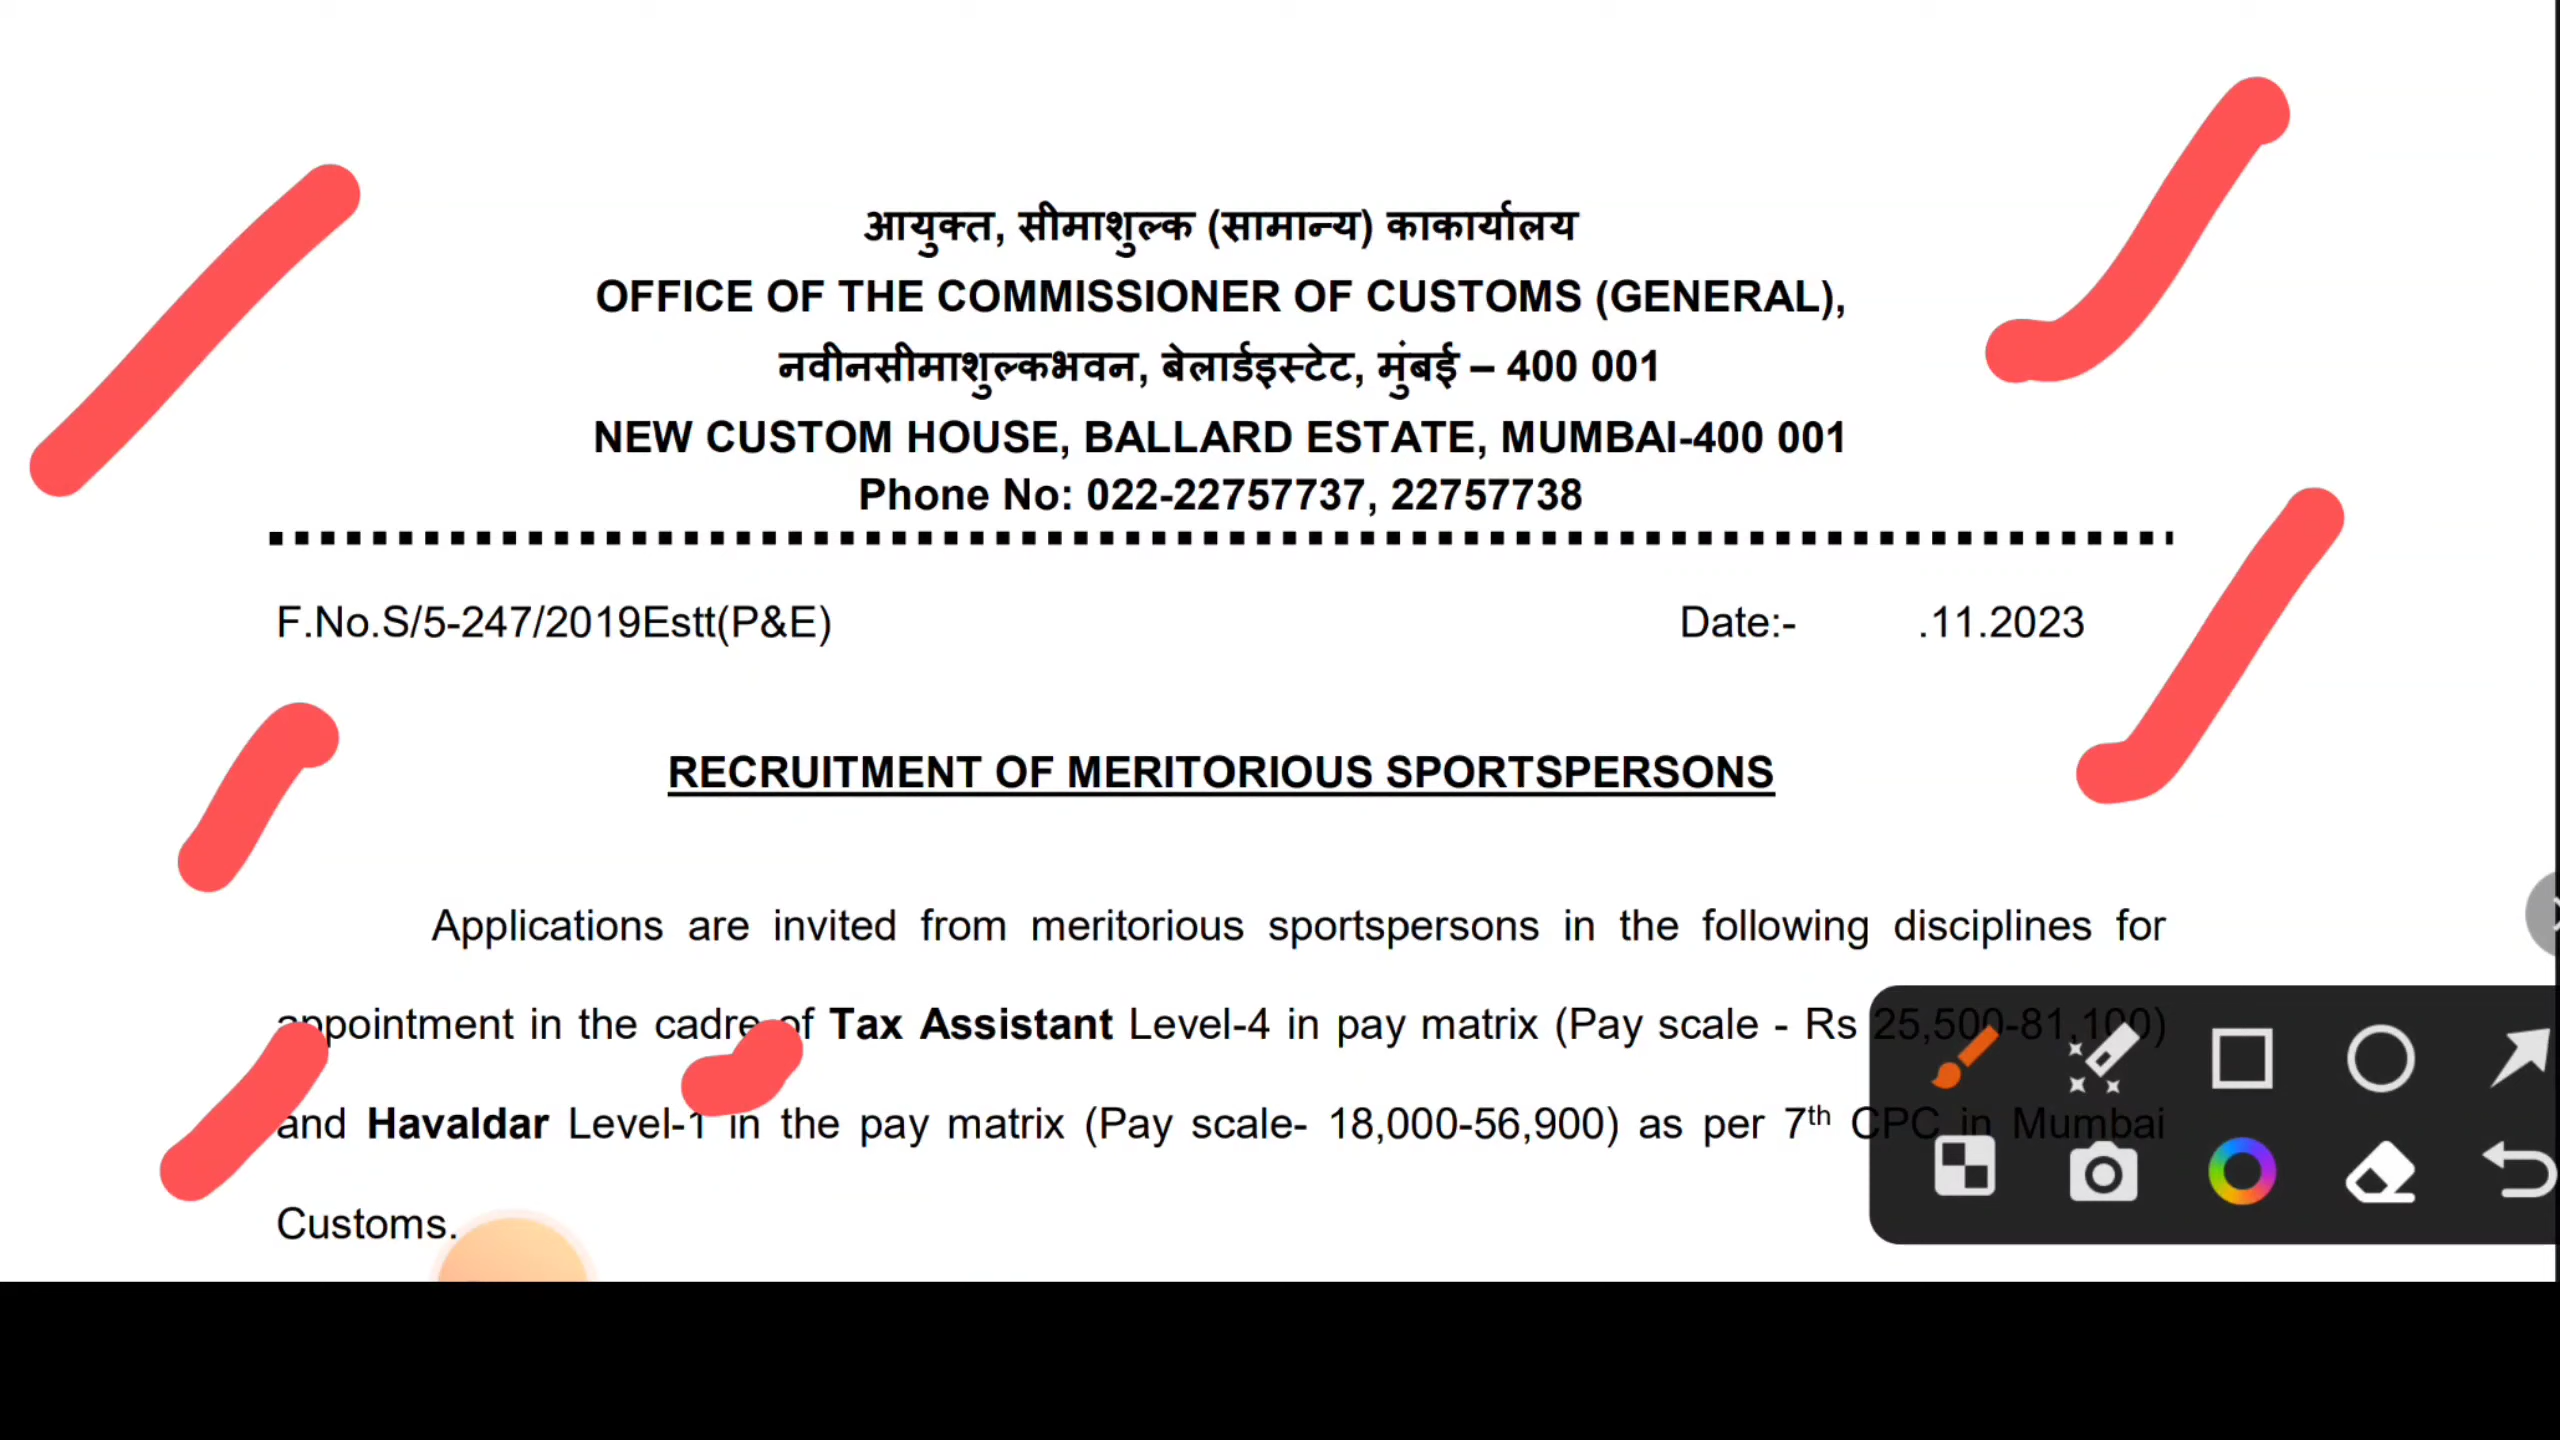 आयुक्त, सीमाशुल्क (सामान्य) काकार्यालय
OFFICE OF THE COMMISSIONER OF CUSTOMS (GENERAL),
नवीनसीमाशुल्कभवन, बेलार्डइस्टेट, मुंबई – 400 001
NEW CUSTOM HOUSE, BALLARD ESTATE, MUMBAI-400 001
Phone No: 022-22757737, 22757738
F.No.S/5-247/2019Estt(P&E) Date:- .11.2023
RECRUITMENT OF MERITORIOUS SPORTSPERSONS
Applications are invited from meritorious sportspersons in the following disciplines for
appointment in the cadre of Tax Assistant Level-4 in pay matrix (Pay scale - Rs 25,500-81,100)
and Havaldar Level-1 in the pay matrix (Pay scale- 18,000-56,900) as per 7th CPC in Mumbai
Customs.